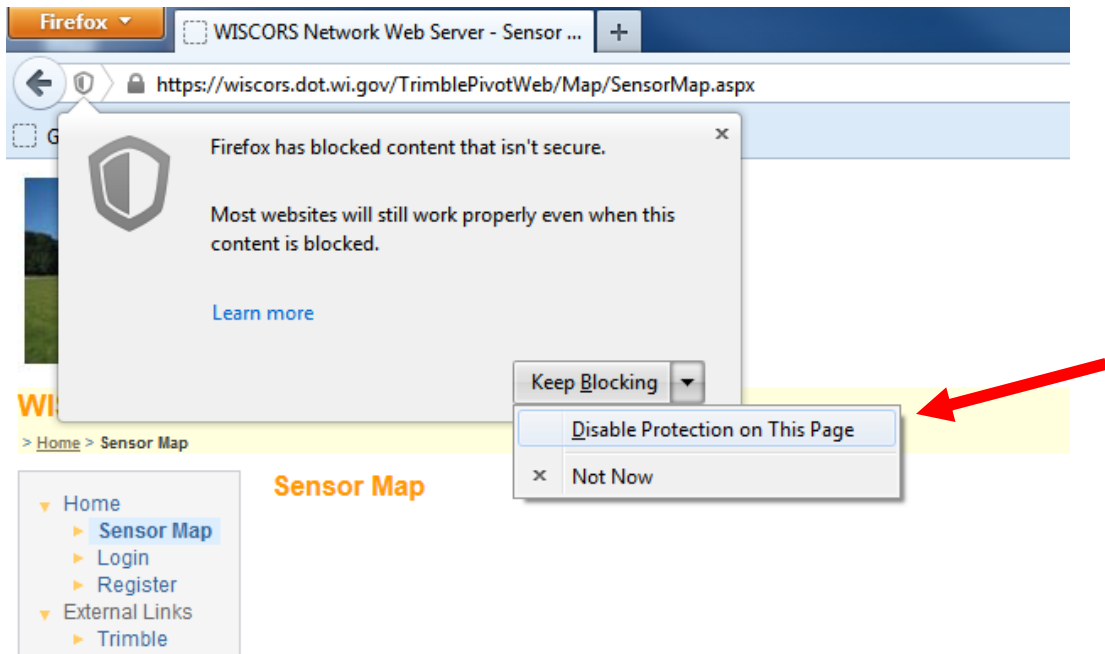 Firefox
WISCORS Network Web Server - Sensor ...
+
https://wiscors.dot.wi.gov/TrimblePivotWeb/Map/SensorMap.aspx
G
Firefox has blocked content that isn't secure.
x
Most websites will still work properly even when this
content is blocked.
Learn more
Keep Blocking
Disable Protection on This Page
x Not Now
WI
> Home > Sensor Map
Sensor Map
Home
Sensor Map
Login
Register
External Links
Trimble